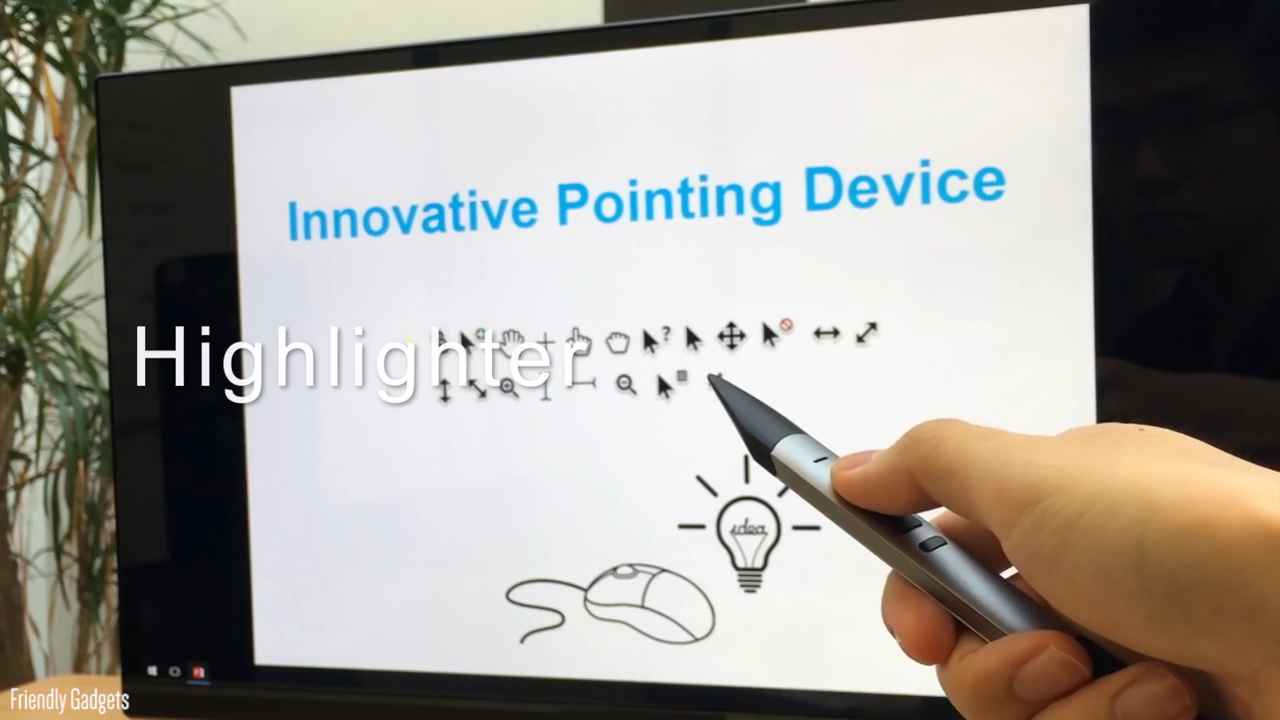 Innovative Pointing Device
?
Highlighter
idea
Friendly Gadgets